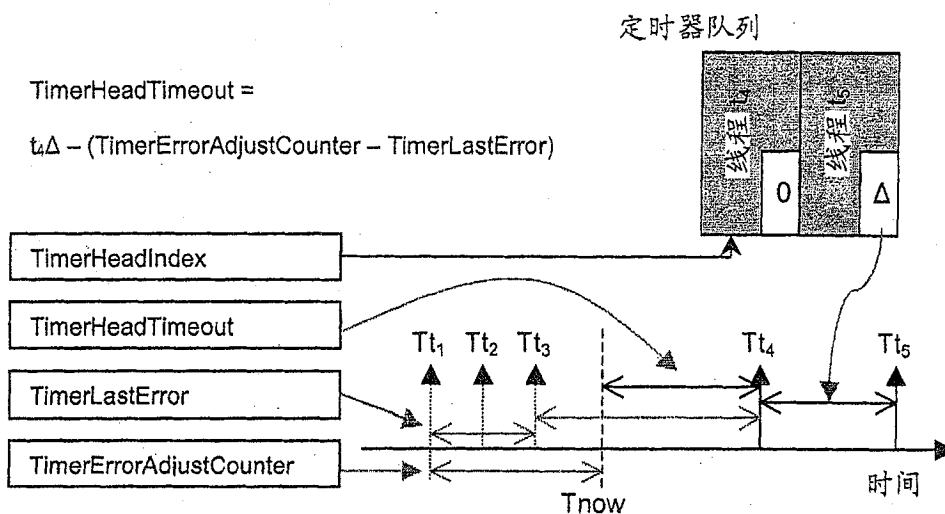 定时器队列
TimerHeadTimeout =
t₄Δ – (TimerErrorAdjustCounter – TimerLastError)
线程 t₄
0
线程 t₅
Δ
TimerHeadIndex
TimerHeadTimeout
TimerLastError
TimerErrorAdjustCounter
Tt₁
Tt₂
Tt₃
Tt₄
Tt₅
Tnow
时间